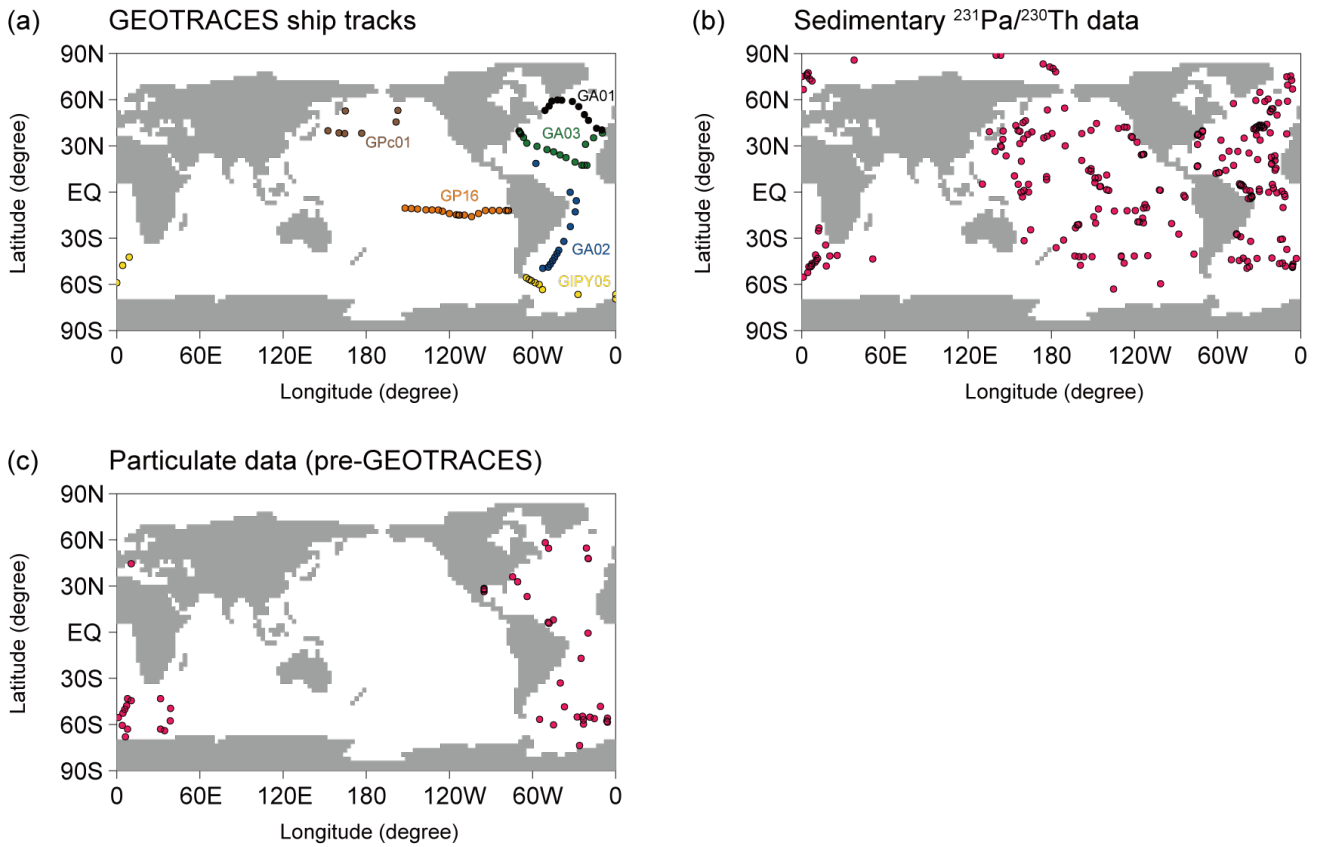 (a) GEOTRACES ship tracks
90N
60N
30N
EQ
30S
60S
90S
Latitude (degree)
GA01
GA03
GPc01
GP16
GA02
GIPY05
0 60E 120E 180 120W 60W 0
Longitude (degree)
(b) Sedimentary ²³¹Pa/²³⁰Th data
90N
60N
30N
EQ
30S
60S
90S
Latitude (degree)
0 60E 120E 180 120W 60W 0
Longitude (degree)
(c) Particulate data (pre-GEOTRACES)
90N
60N
30N
EQ
30S
60S
90S
Latitude (degree)
0 60E 120E 180 120W 60W 0
Longitude (degree)